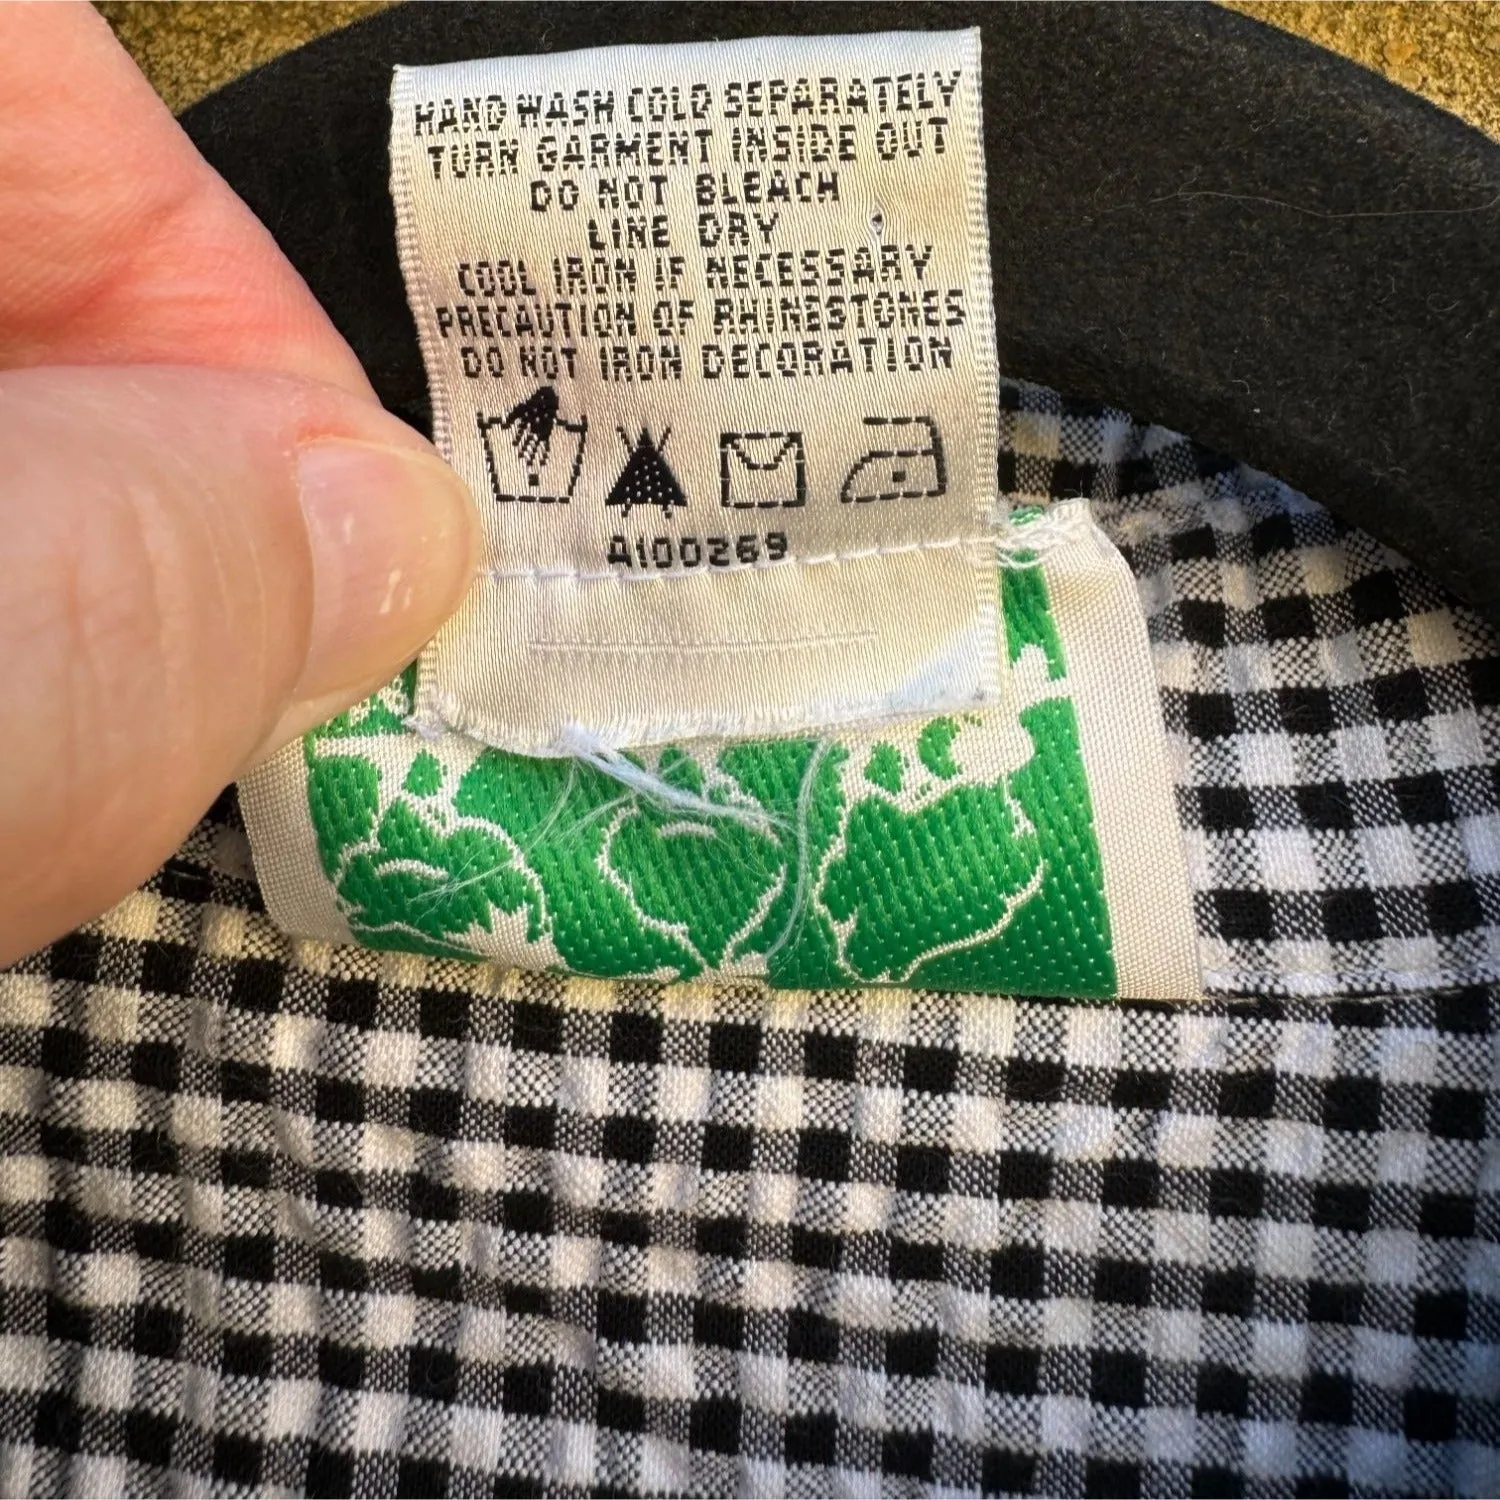 HAND WASH COLD SEPARATELY
TURN GARMENT INSIDE OUT
DO NOT BLEACH
LINE DRY
COOL IRON IF NECESSARY
PRECAUTION OF RHINESTONES
DO NOT IRON DECORATION
A100269